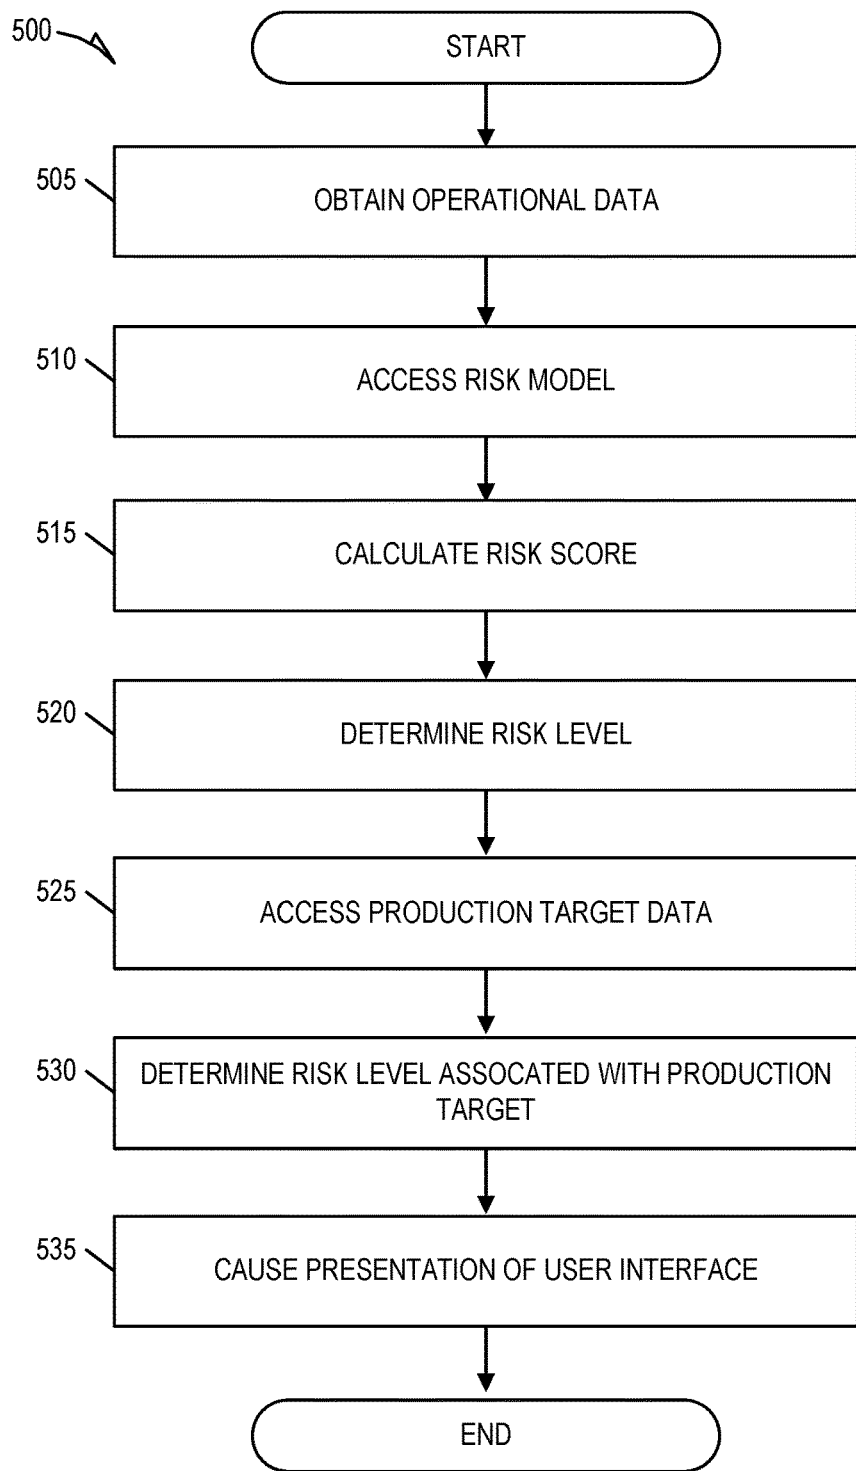 500
START
505
OBTAIN OPERATIONAL DATA
510
ACCESS RISK MODEL
515
CALCULATE RISK SCORE
520
DETERMINE RISK LEVEL
525
ACCESS PRODUCTION TARGET DATA
530
DETERMINE RISK LEVEL ASSOCATED WITH PRODUCTION
TARGET
535
CAUSE PRESENTATION OF USER INTERFACE
END